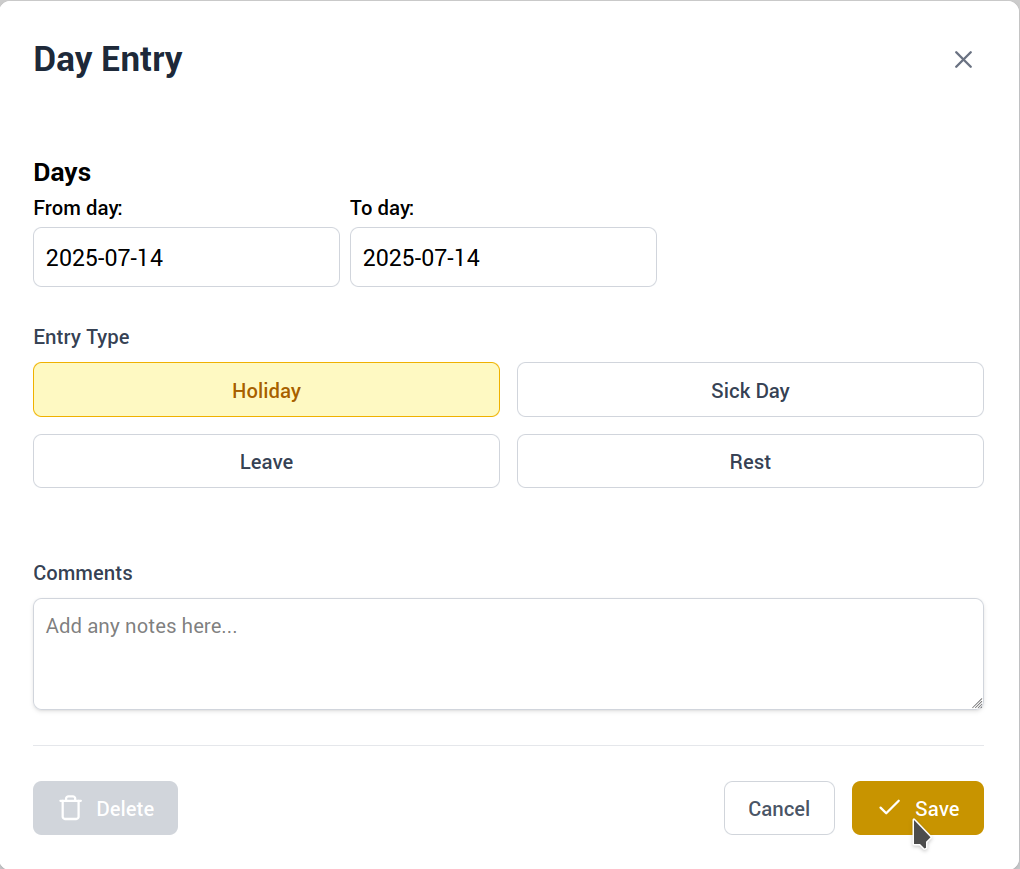 Day Entry
Days
From day: To day:
2025-07-14 2025-07-14
Entry Type
Holiday Sick Day
Leave Rest
Comments
Add any notes here...
Delete Cancel Save